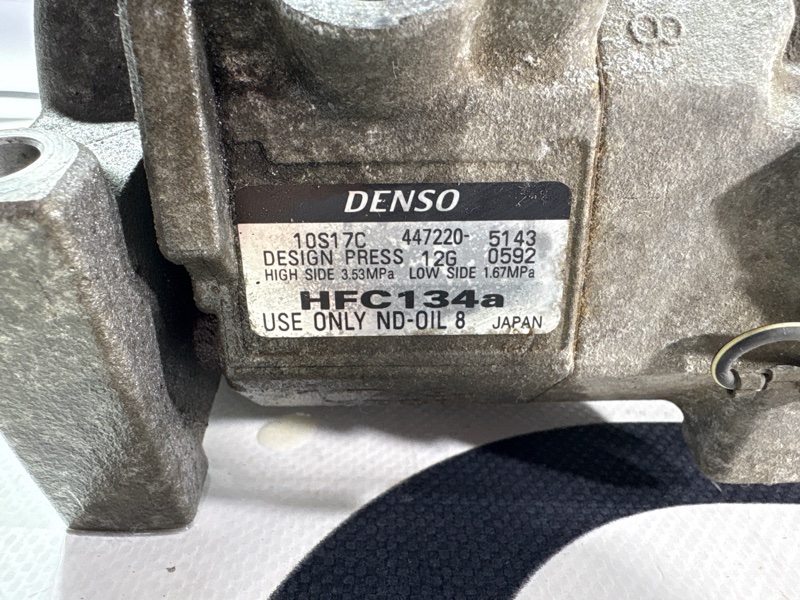 DENSO
10S17C 447220- 5143
DESIGN PRESS 12G 0592
HIGH SIDE 3.53MPa LOW SIDE 1.67MPa
HFC134a
USE ONLY ND-OIL 8 JAPAN